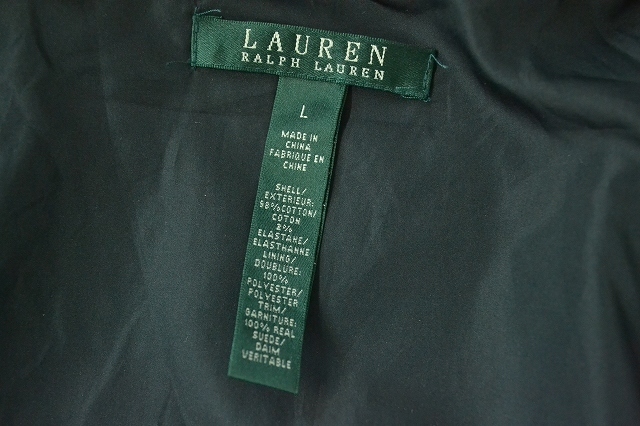 LAUREN
RALPH LAUREN
L
MADE IN
CHINA
FABRIQUE EN
CHINE
SHELL/
EXTERIEUR:
98%COTTON/
COTON
2%
ELASTANE/
ELASTHANNE
LINING/
DOUBLURE:
100%
POLYESTER/
POLYESTER
TRIM/
GARNITURE:
100% REAL
SUEDE/
DAIM
VERITABLE